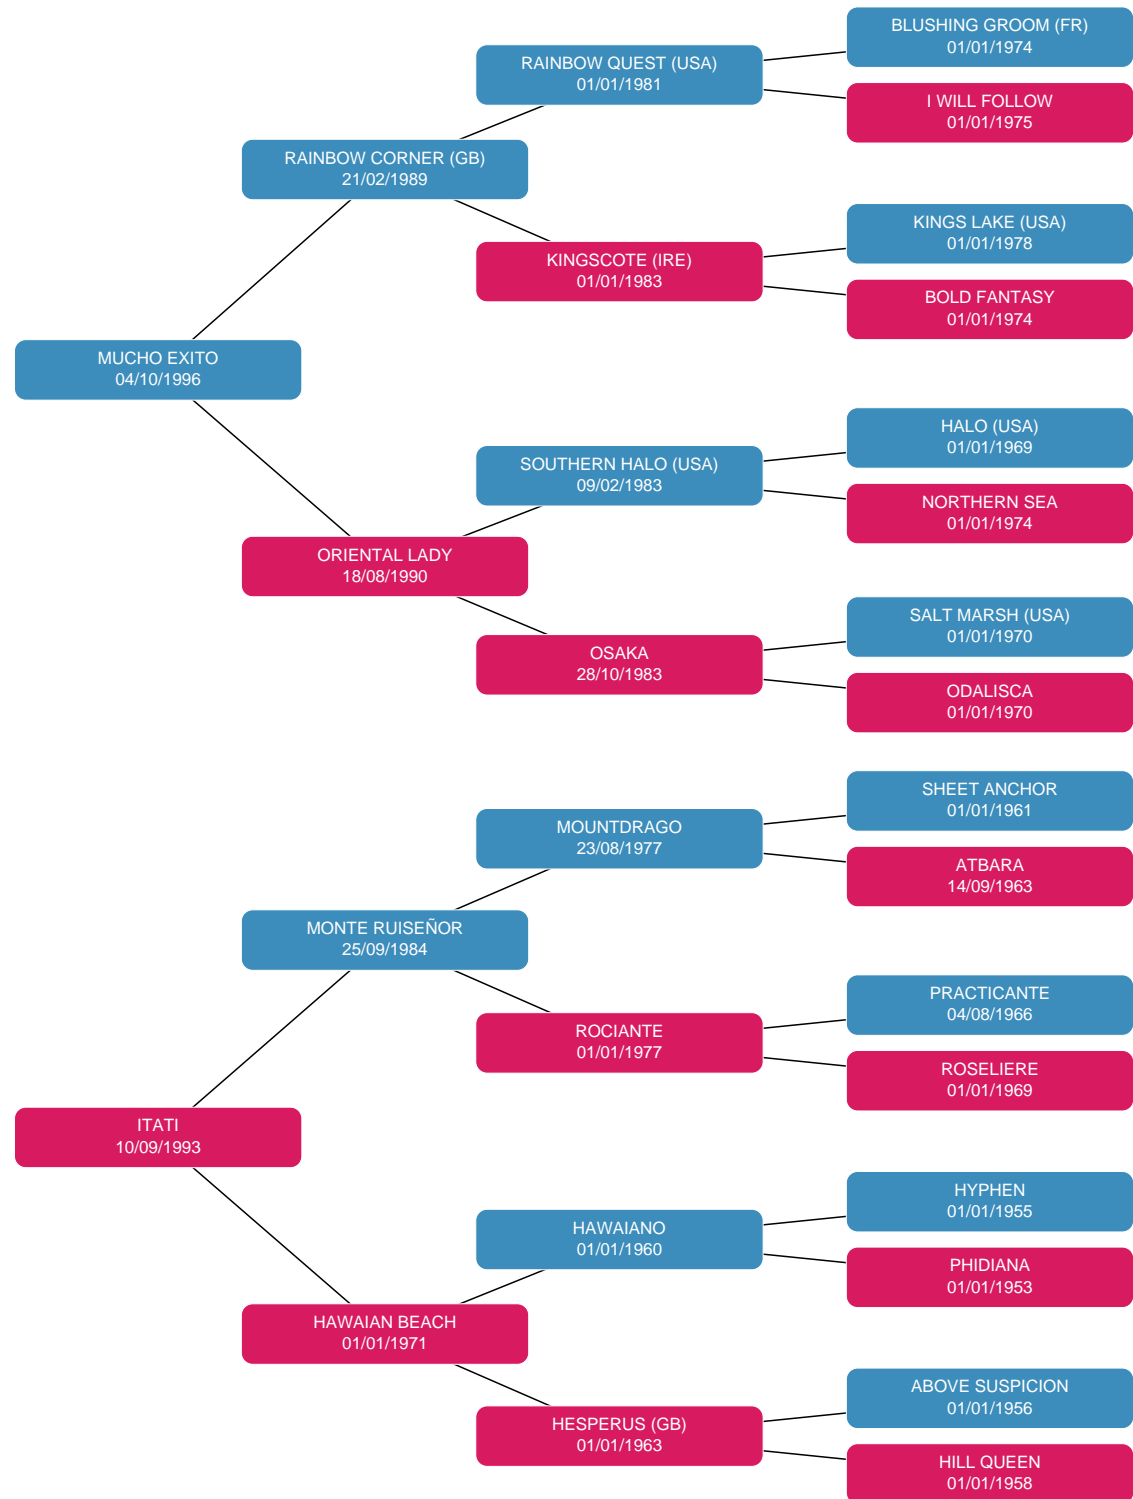 BLUSHING GROOM (FR)
01/01/1974
RAINBOW QUEST (USA)
01/01/1981
I WILL FOLLOW
01/01/1975
RAINBOW CORNER (GB)
21/02/1989
KINGS LAKE (USA)
01/01/1978
KINGSCOTE (IRE)
01/01/1983
BOLD FANTASY
01/01/1974
MUCHO EXITO
04/10/1996
HALO (USA)
01/01/1969
SOUTHERN HALO (USA)
09/02/1983
NORTHERN SEA
01/01/1974
ORIENTAL LADY
18/08/1990
SALT MARSH (USA)
01/01/1970
OSAKA
28/10/1983
ODALISCA
01/01/1970
SHEET ANCHOR
01/01/1961
MOUNTDRAGO
23/08/1977
ATBARA
14/09/1963
MONTE RUISEÑOR
25/09/1984
PRACTICANTE
04/08/1966
ROCIANTE
01/01/1977
ROSELIERE
01/01/1969
ITATI
10/09/1993
HYPHEN
01/01/1955
HAWAIANO
01/01/1960
PHIDIANA
01/01/1953
HAWAIAN BEACH
01/01/1971
ABOVE SUSPICION
01/01/1956
HESPERUS (GB)
01/01/1963
HILL QUEEN
01/01/1958